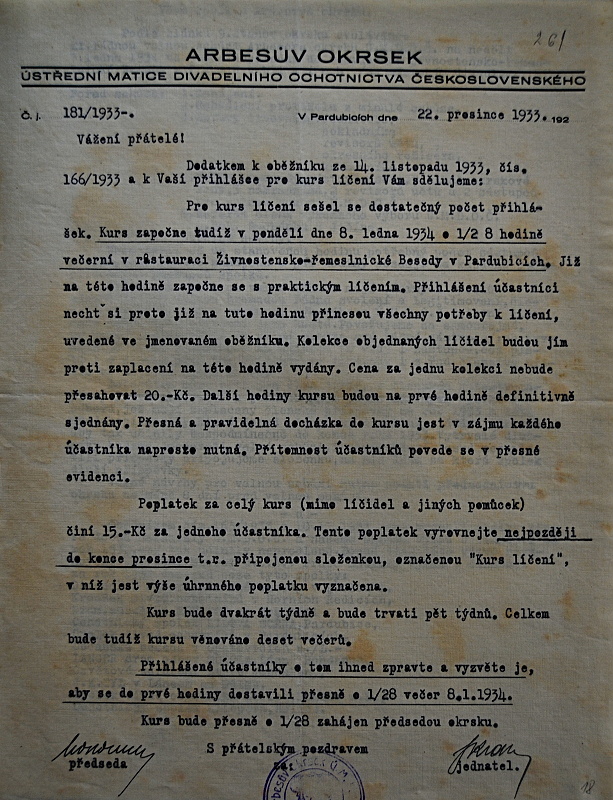 261
ARBESŮV OKRSEK
ÚSTŘEDNÍ MATICE DIVADELNÍHO OCHOTNICTVA ČESKOSLOVENSKÉHO
Č. j. 181/1933-. V Pardubicích dne 22. prosince 1933. 192
Vážení přátelé!
Dodatkem k oběžníku ze 14. listopadu 1933, čís.
166/1933 a k Vaší přihlášce pro kurs líčení Vám sdělujeme:
Pro kurs líčení sešel se dostatečný počet přihlá-
šek. Kurs započne tudíž v pondělí dne 8. ledna 1934 o 1/2 8 hodině
večerní v rastauraci Živnostensko-řemeslnické Besedy v Pardubicích. Již
na této hodině započne se s praktickým líčením. Přihlášení účastníci
nechť si proto již na tuto hodinu přinesou všechny potřeby k líčení,
uvedené ve jmenovaném oběžníku. Kolekce objednaných líčidel budou jím
proti zaplacení na této hodině vydány. Cena za jednu kolekci nebude
přesahovat 20.-Kč. Další hodiny kursu budou na prvé hodině definitivně
sjednány. Přesná a pravidelná docházka do kursu jest v zájmu každého
účastníka naprosto nutná. Přítomnost účastníků povede se v přesné
evidenci.
Poplatek za celý kurs (mimo líčidel a jiných pomůcek)
činí 15.-Kč za jednoho účastníka. Tento poplatek vyrovnejte nejpozději
do konce prosince t.r. připojenou složenkou, označenou "Kurs líčení",
v níž jest výše úhrnného poplatku vyznačena.
Kurs bude dvakrát týdně a bude trvati pět týdnů. Celkem
bude tudíž kursu věnováno deset večerů.
Přihlášené účastníky o tom ihned zpravte a vyzvěte je,
aby se do prvé hodiny dostavili přesně o 1/28 večer 8.1.1934.
Kurs bude přesně o 1/28 zahájen předsedou okrsku.
S přátelským pozdravem
předseda jednatel.
18